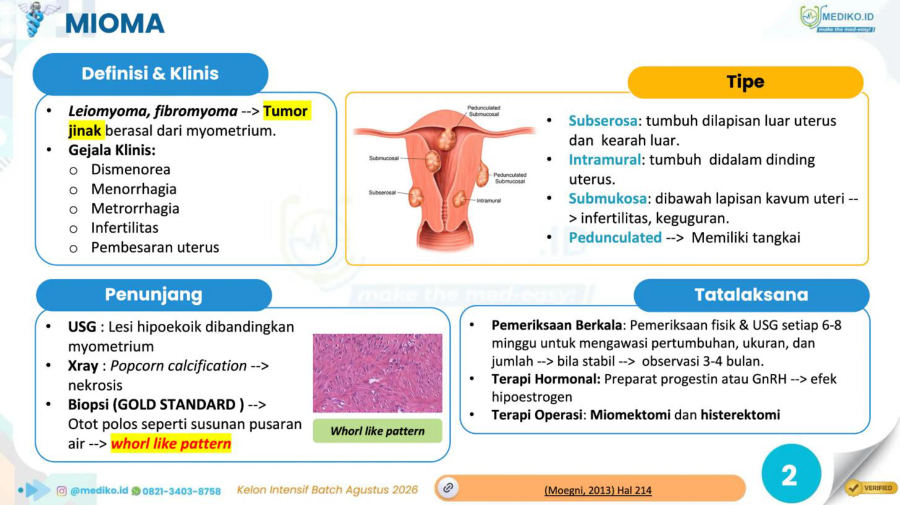 MIOMA
MEDIKO.ID
make the med-easy! ;)
Definisi & Klinis
• Leiomyoma, fibromyoma --> Tumor
jinak berasal dari myometrium.
• Gejala Klinis:
o Dismenorea
o Menorrhagia
o Metrorrhagia
o Infertilitas
o Pembesaran uterus
Tipe
Pedunculated
Submucosal
Submucosal
Pedunculated
Submucosal
Subserosal
Intramural
• Subserosa: tumbuh dilapisan luar uterus
dan kearah luar.
• Intramural: tumbuh didalam dinding
uterus.
• Submukosa: dibawah lapisan kavum uteri --
> infertilitas, keguguran.
• Pedunculated --> Memiliki tangkai
.ID
make the med-easy! ;)
Penunjang
• USG : Lesi hipoekoik dibandingkan
myometrium
• Xray : Popcorn calcification -->
nekrosis
• Biopsi (GOLD STANDARD ) -->
Otot polos seperti susunan pusaran
air --> whorl like pattern
Whorl like pattern
Tatalaksana
• Pemeriksaan Berkala: Pemeriksaan fisik & USG setiap 6-8
minggu untuk mengawasi pertumbuhan, ukuran, dan
jumlah --> bila stabil --> observasi 3-4 bulan.
• Terapi Hormonal: Preparat progestin atau GnRH --> efek
hipoestrogen
• Terapi Operasi: Miomektomi dan histerektomi
@mediko.id 0821-3403-8758
Kelon Intensif Batch Agustus 2026
(Moegni, 2013) Hal 214
2
VERIFIED